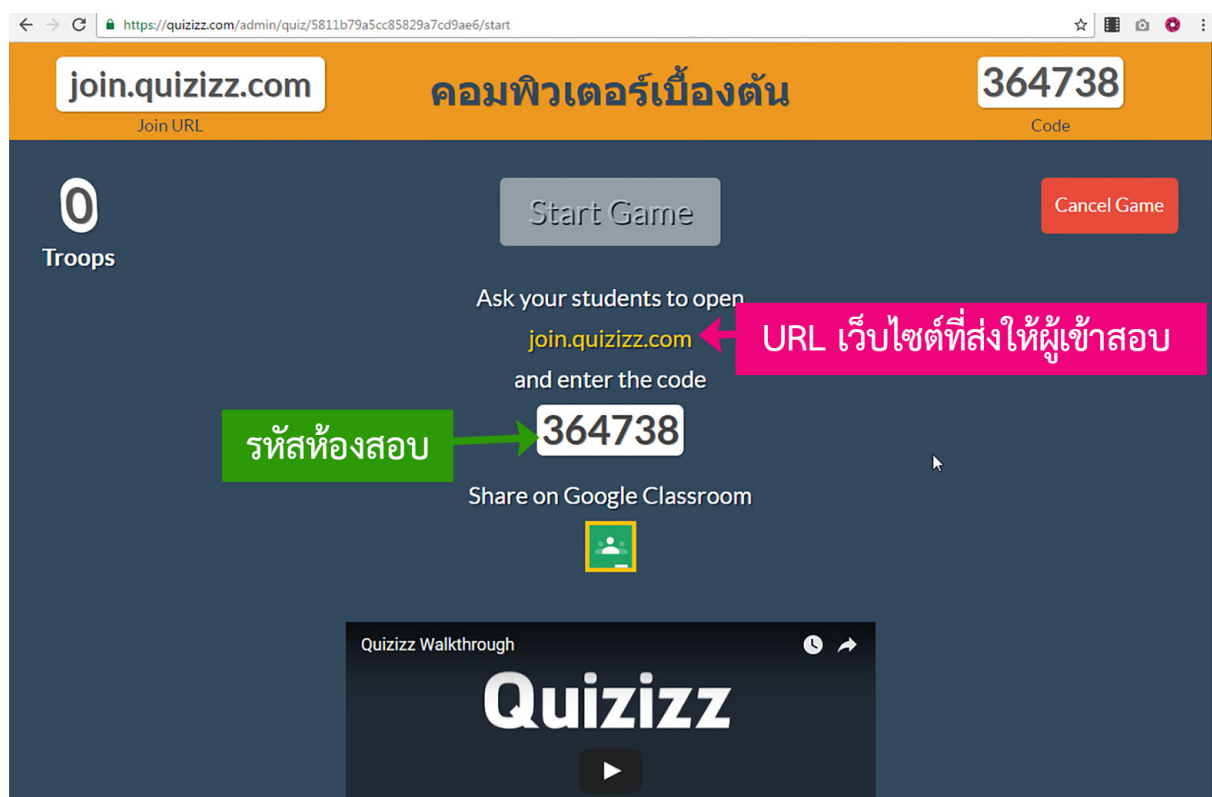 https://quizizz.com/admin/quiz/5811b79a5cc85829a7cd9ae6/start
join.quizizz.com
Join URL
คอมพิวเตอร์เบื้องต้น
364738
Code
0
Troops
Start Game
Cancel Game
Ask your students to open
join.quizizz.com
URL เว็บไซต์ที่ส่งให้ผู้เข้าสอบ
and enter the code
รหัสห้องสอบ
364738
Share on Google Classroom
Quizizz Walkthrough
Quizizz